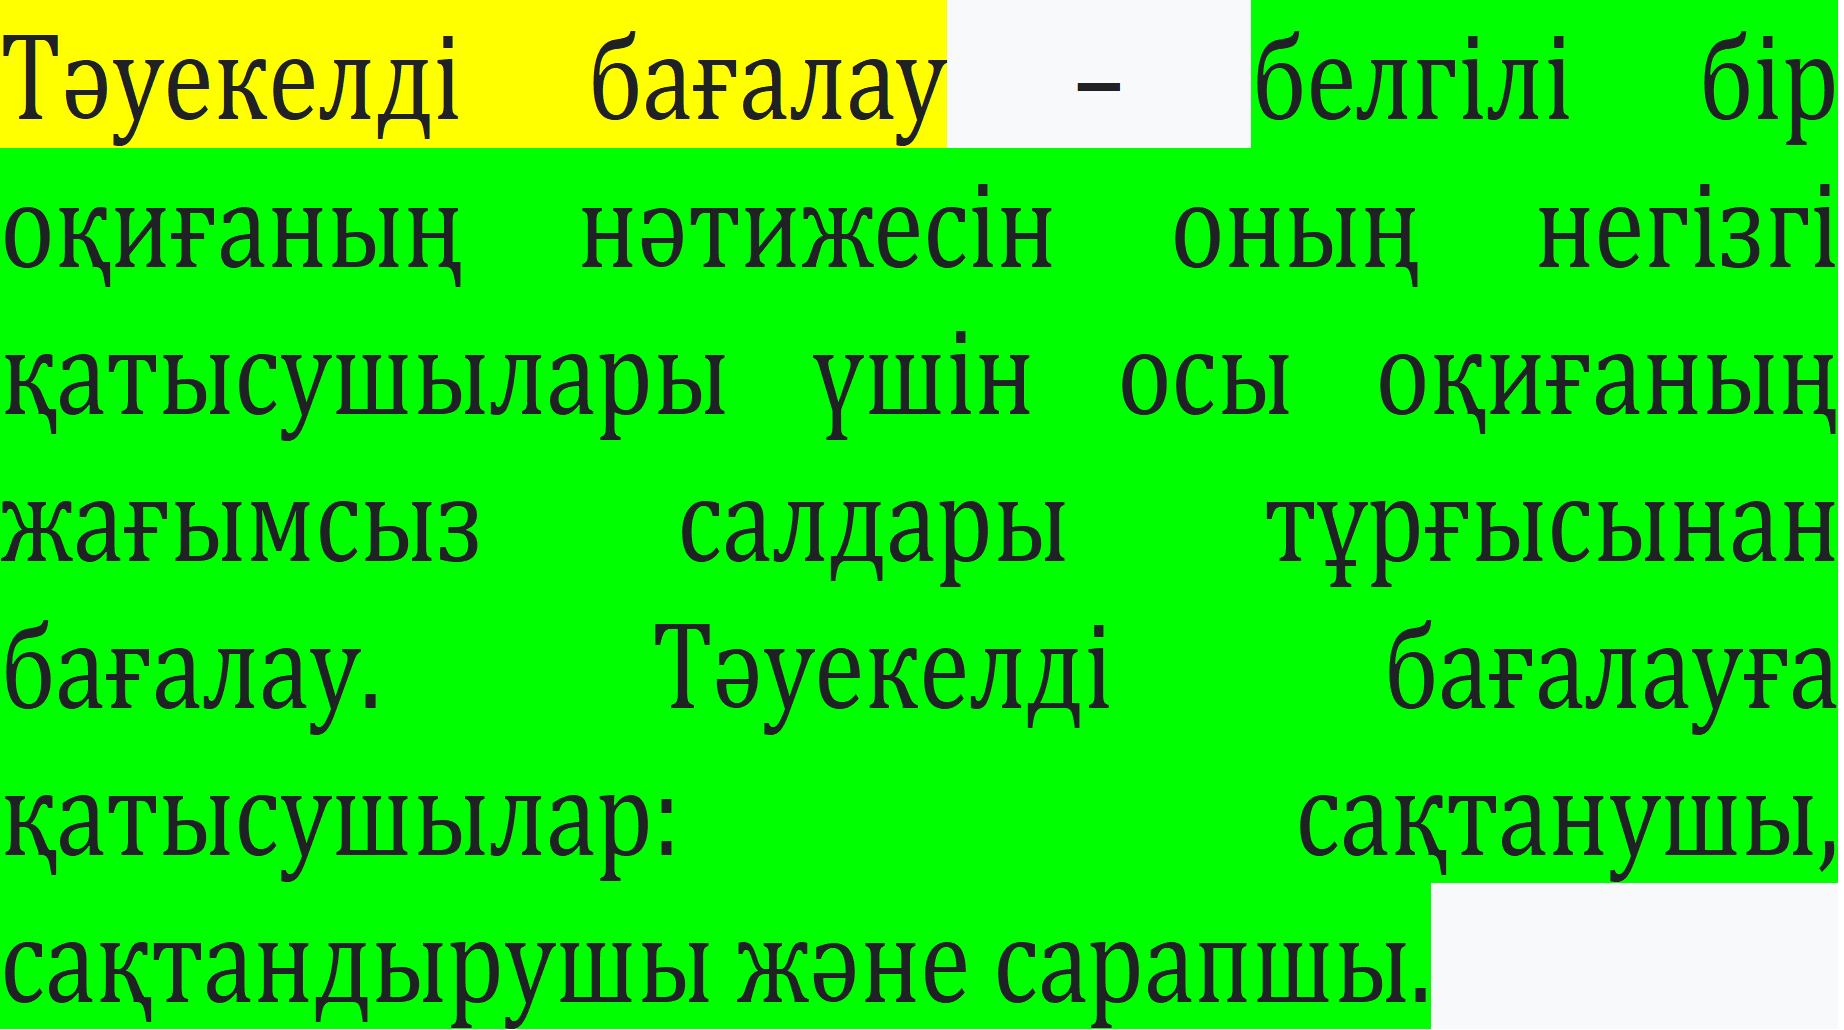 Тәуекелді бағалау – белгілі бір
оқиғаның нәтижесін оның негізгі
қатысушылары үшін осы оқиғаның
жағымсыз салдары тұрғысынан
бағалау. Тәуекелді бағалауға
қатысушылар: сақтанушы,
сақтандырушы және сарапшы.